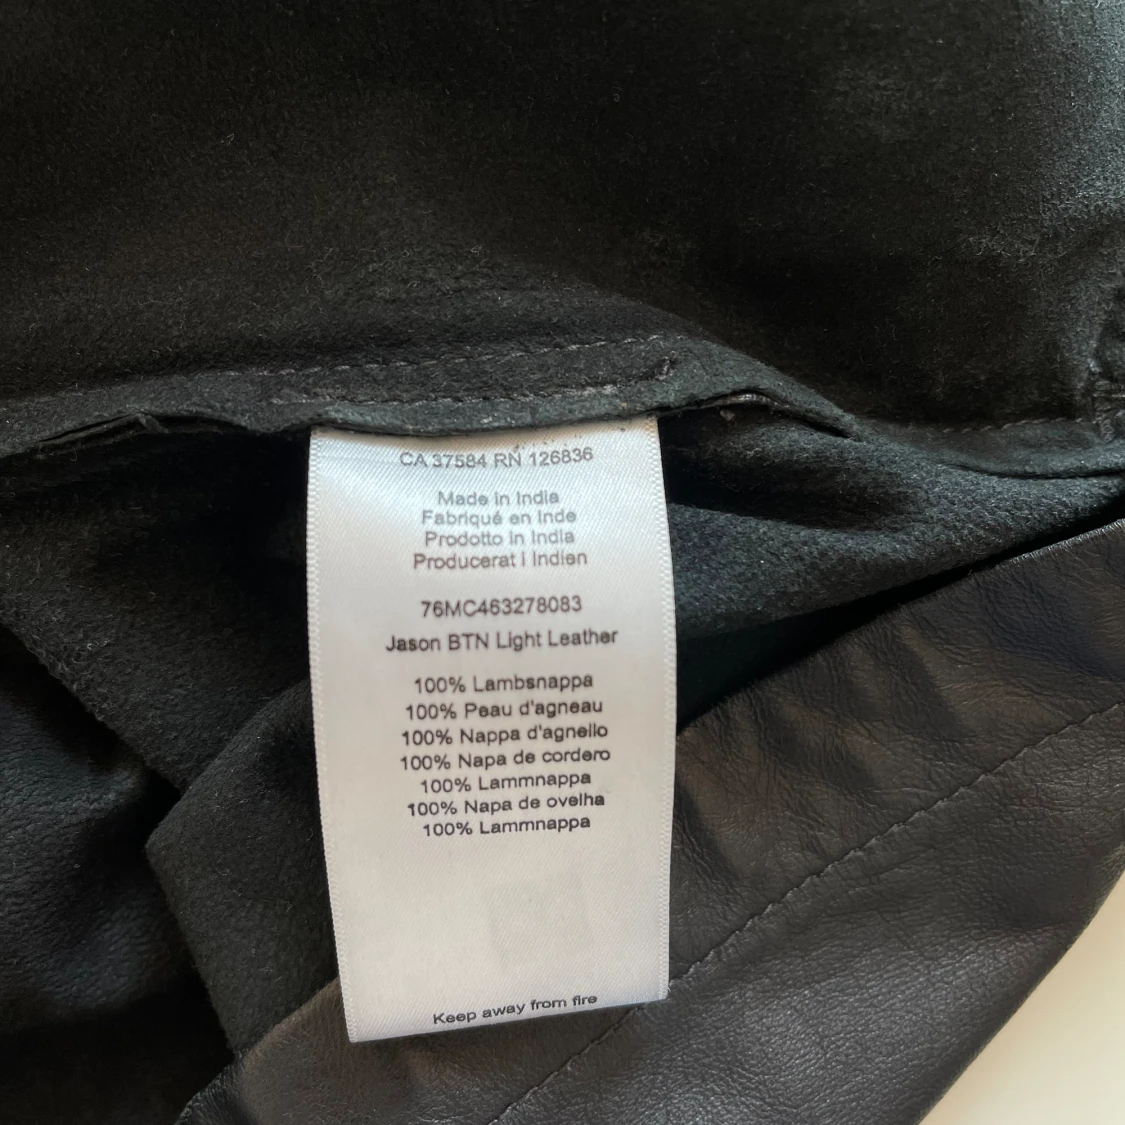 CA 37584 RN 126836
Made in India
Fabriqué en Inde
Prodotto in India
Producerat i Indien
76MC463278083
Jason BTN Light Leather
100% Lambsnappa
100% Peau d'agneau
100% Nappa d'agnello
100% Napa de cordero
100% Lammnappa
100% Napa de ovelha
100% Lammnappa
Keep away from fire